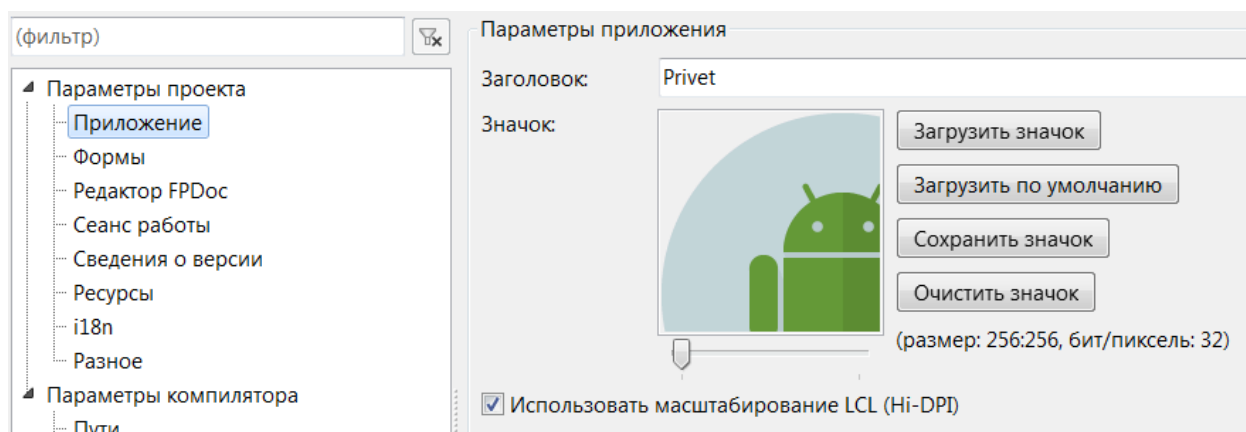 (фильтр)
Параметры проекта
Приложение
Формы
Редактор FPDoc
Сеанс работы
Сведения о версии
Ресурсы
i18n
Разное
Параметры компилятора
Пути
Параметры приложения
Заголовок:
Privet
Значок:
Загрузить значок
Загрузить по умолчанию
Сохранить значок
Очистить значок
(размер: 256:256, бит/пиксель: 32)
Использовать масштабирование LCL (Hi-DPI)